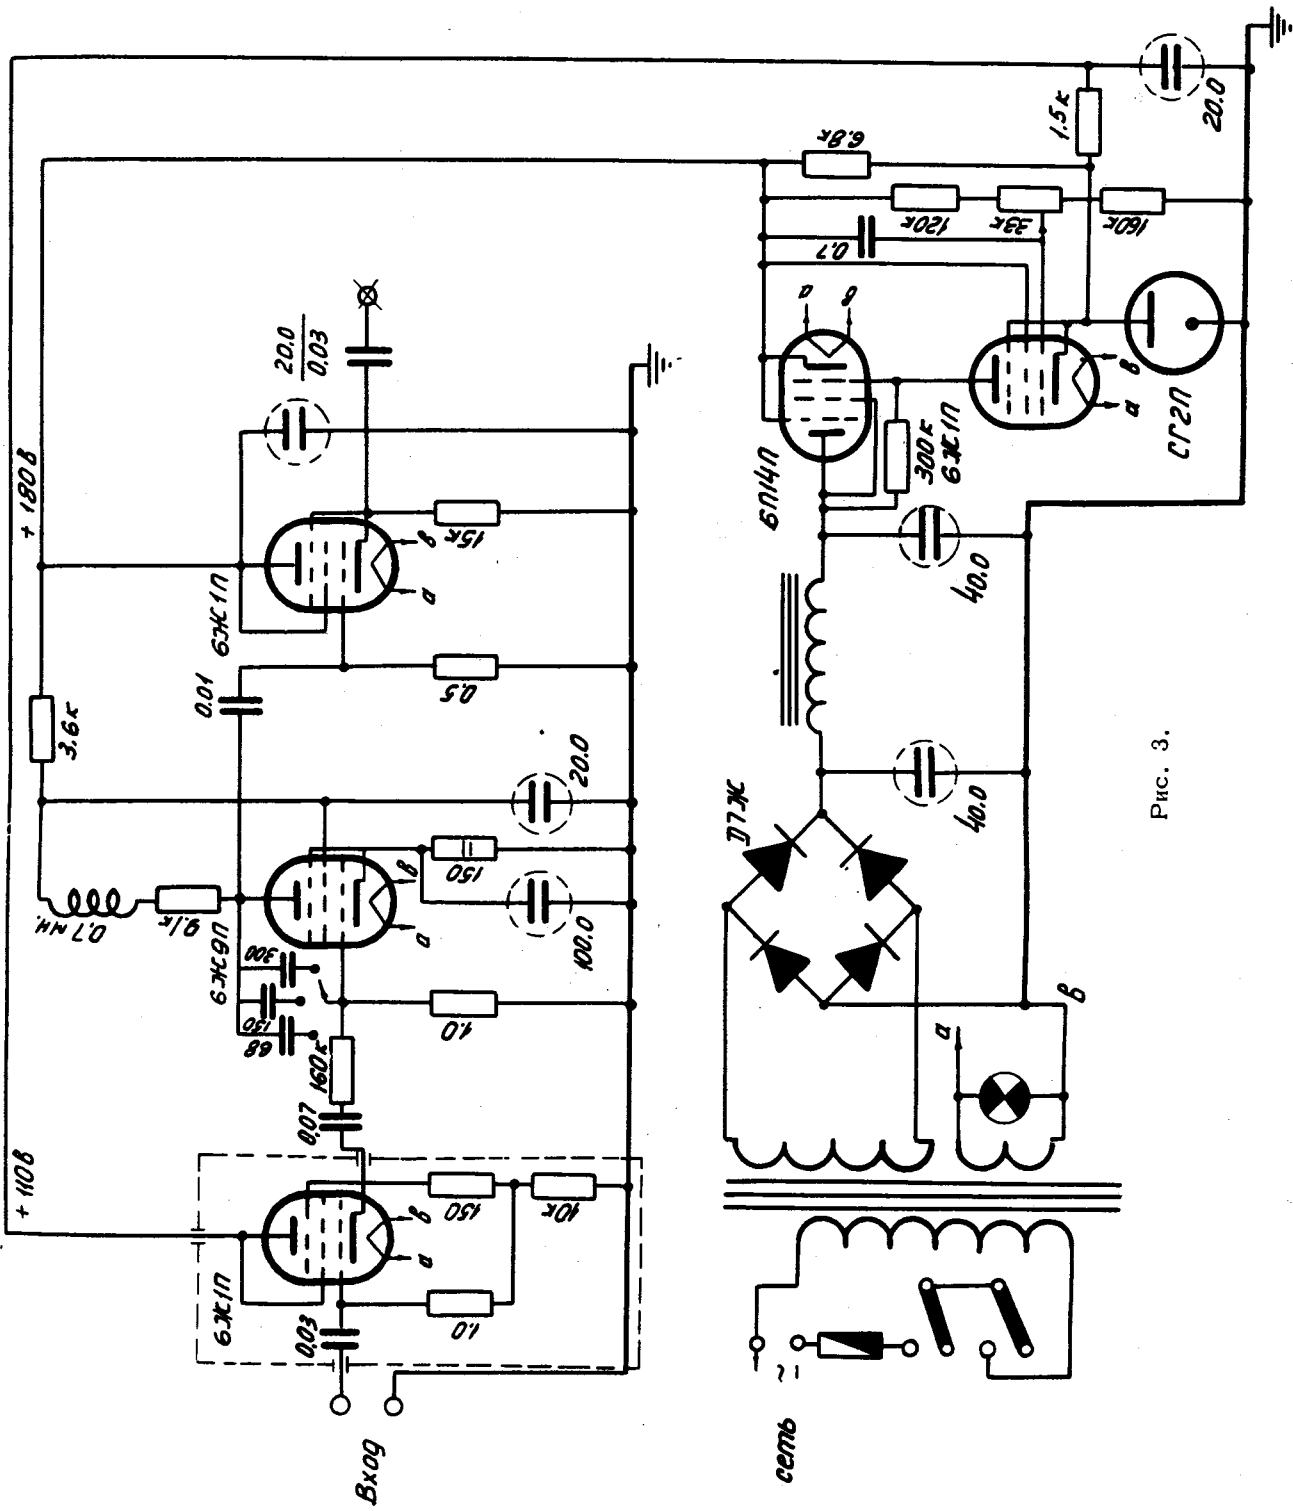 +110в
+180в
3.6к
0.7 мн.
9.1к
6Ж1П
6Ж9П
6Ж1П
0.01
20.0
0.03
68
150
300
0.03
0.07
160к
а
в
а
в
а
в
1.0
150
10к
1.0
100.0
150
20.0
0.5
15к
Вход
сеть
~
Д7Ж
а
в
40.0
40.0
6П14П
300к
6Ж1П
а
в
а
в
СГ2П
0.7
120к
33к
160к
6.8к
1.5к
20.0
Рис. 3.